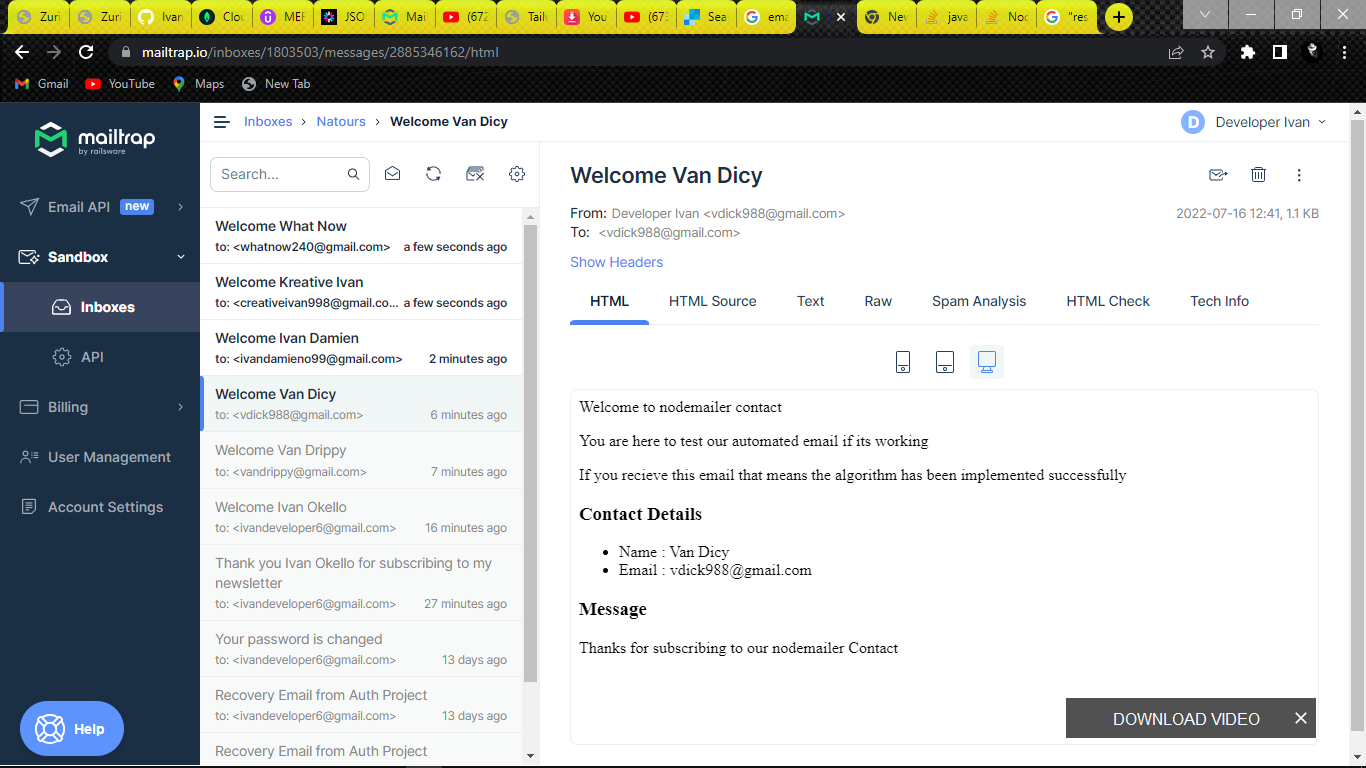 Zuri
Zuri
Ivan
Clou
MER
JSO
Mai
(672
Tail
You
(673
Sea
ema
New
java
Noc
"res
mailtrap.io/inboxes/1803503/messages/2885346162/html
Gmail
YouTube
Maps
New Tab
mailtrap
by railsware
Email API new
Sandbox
Inboxes
API
Billing
User Management
Account Settings
Help
Inboxes › Natours › Welcome Van Dicy
D Developer Ivan
Search...
Welcome What Now
to: <whatnow240@gmail.com> a few seconds ago
Welcome Kreative Ivan
to: <creativeivan998@gmail.co... a few seconds ago
Welcome Ivan Damien
to: <ivandamieno99@gmail.com> 2 minutes ago
Welcome Van Dicy
to: <vdick988@gmail.com> 6 minutes ago
Welcome Van Drippy
to: <vandrippy@gmail.com> 7 minutes ago
Welcome Ivan Okello
to: <ivandeveloper6@gmail.com> 16 minutes ago
Thank you Ivan Okello for subscribing to my
newsletter
to: <ivandeveloper6@gmail.com> 27 minutes ago
Your password is changed
to: <ivandeveloper6@gmail.com> 13 days ago
Recovery Email from Auth Project
to: <ivandeveloper6@gmail.com> 13 days ago
Recovery Email from Auth Project
Welcome Van Dicy
From: Developer Ivan <vdick988@gmail.com> 2022-07-16 12:41, 1.1 KB
To: <vdick988@gmail.com>
Show Headers
HTML HTML Source Text Raw Spam Analysis HTML Check Tech Info
Welcome to nodemailer contact
You are here to test our automated email if its working
If you recieve this email that means the algorithm has been implemented successfully
Contact Details
• Name : Van Dicy
• Email : vdick988@gmail.com
Message
Thanks for subscribing to our nodemailer Contact
DOWNLOAD VIDEO